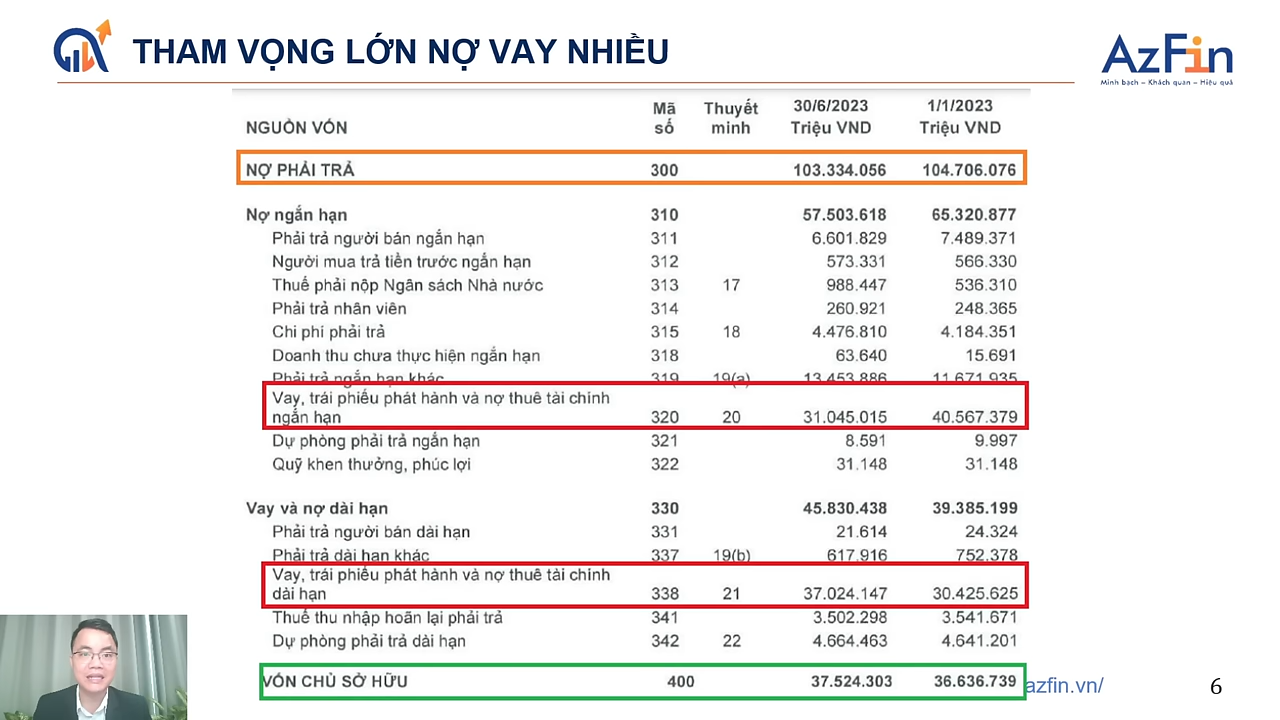 THAM VỌNG LỚN NỢ VAY NHIỀU
AzFin
Minh bạch – Khách quan – Hiệu quả
NGUỒN VỐN Mã số Thuyết minh 30/6/2023 Triệu VND 1/1/2023 Triệu VND
NỢ PHẢI TRẢ 300 103.334.056 104.706.076
Nợ ngắn hạn 310 57.503.618 65.320.877
Phải trả người bán ngắn hạn 311 6.601.829 7.489.371
Người mua trả tiền trước ngắn hạn 312 573.331 566.330
Thuế phải nộp Ngân sách Nhà nước 313 17 988.447 536.310
Phải trả nhân viên 314 260.921 248.365
Chi phí phải trả 315 18 4.476.810 4.184.351
Doanh thu chưa thực hiện ngắn hạn 318 63.640 15.691
Phải trả ngắn hạn khác 319 19(a) 13.453.886 11.671.935
Vay, trái phiếu phát hành và nợ thuê tài chính
ngắn hạn 320 20 31.045.015 40.567.379
Dự phòng phải trả ngắn hạn 321 8.591 9.997
Quỹ khen thưởng, phúc lợi 322 31.148 31.148
Vay và nợ dài hạn 330 45.830.438 39.385.199
Phải trả người bán dài hạn 331 21.614 24.324
Phải trả dài hạn khác 337 19(b) 617.916 752.378
Vay, trái phiếu phát hành và nợ thuê tài chính
dài hạn 338 21 37.024.147 30.425.625
Thuế thu nhập hoãn lại phải trả 341 3.502.298 3.541.671
Dự phòng phải trả dài hạn 342 22 4.664.463 4.641.201
VỐN CHỦ SỞ HỮU 400 37.524.303 36.636.739
azfin.vn/
6